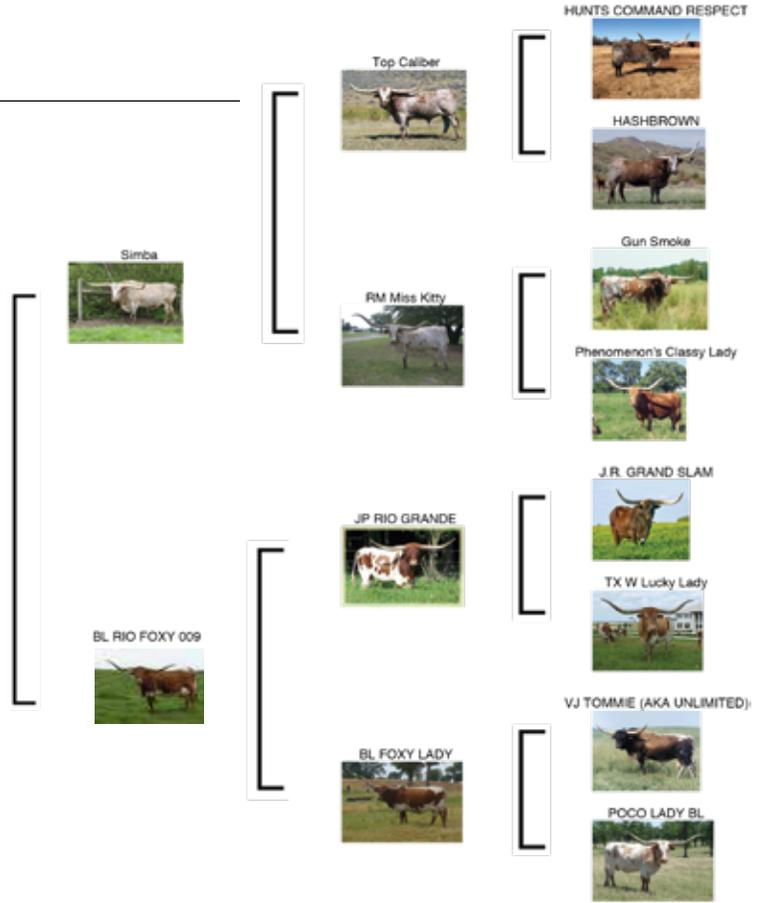 HUNTS COMMAND RESPECT
Top Caliber
HASHBROWN
Simba
Gun Smoke
RM Miss Kitty
Phenomenon's Classy Lady
J.R. GRAND SLAM
JP RIO GRANDE
TX W Lucky Lady
BL RIO FOXY 009
VJ TOMMIE (AKA UNLIMITED)
BL FOXY LADY
POCO LADY BL